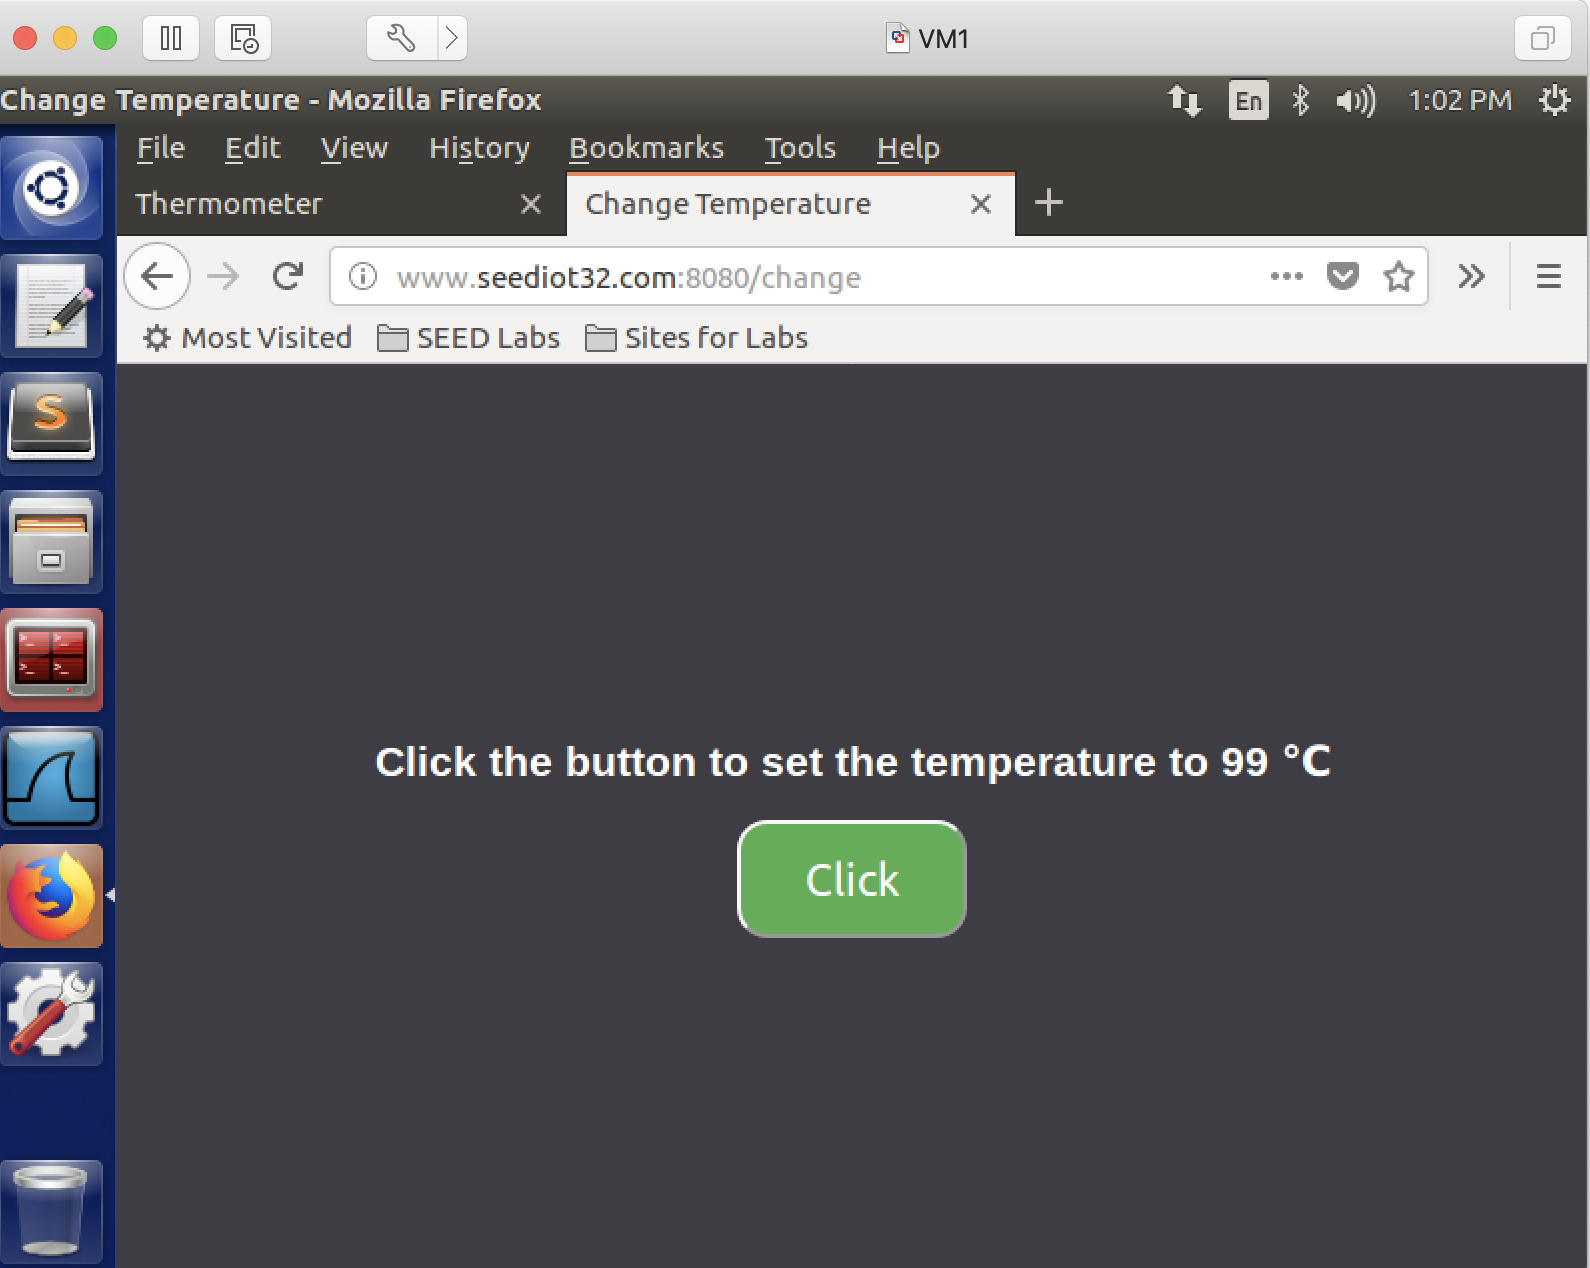 VM1
Change Temperature - Mozilla Firefox En 1:02 PM
File Edit View History Bookmarks Tools Help
Thermometer Change Temperature
www.seediot32.com:8080/change
Most Visited SEED Labs Sites for Labs
S
Click the button to set the temperature to 99 °C
Click